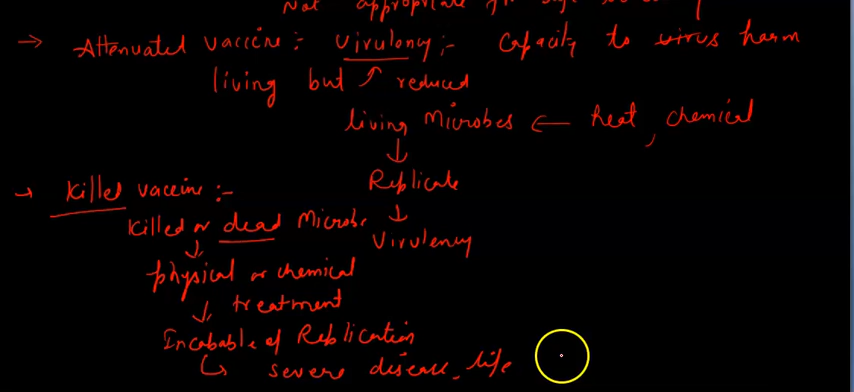 Not appropriate
→ Attenuated vaccine :- Virulency :- Capacity to virus harm
living but ↑ reduced
living Microbes ← heat, chemical
↓
Replicate
↓
Virulency
→ Killed vaccine :-
Killed or dead Microbe
↓
physical or chemical
↓ treatment
Incabable of Replication
↳ severe disease, life